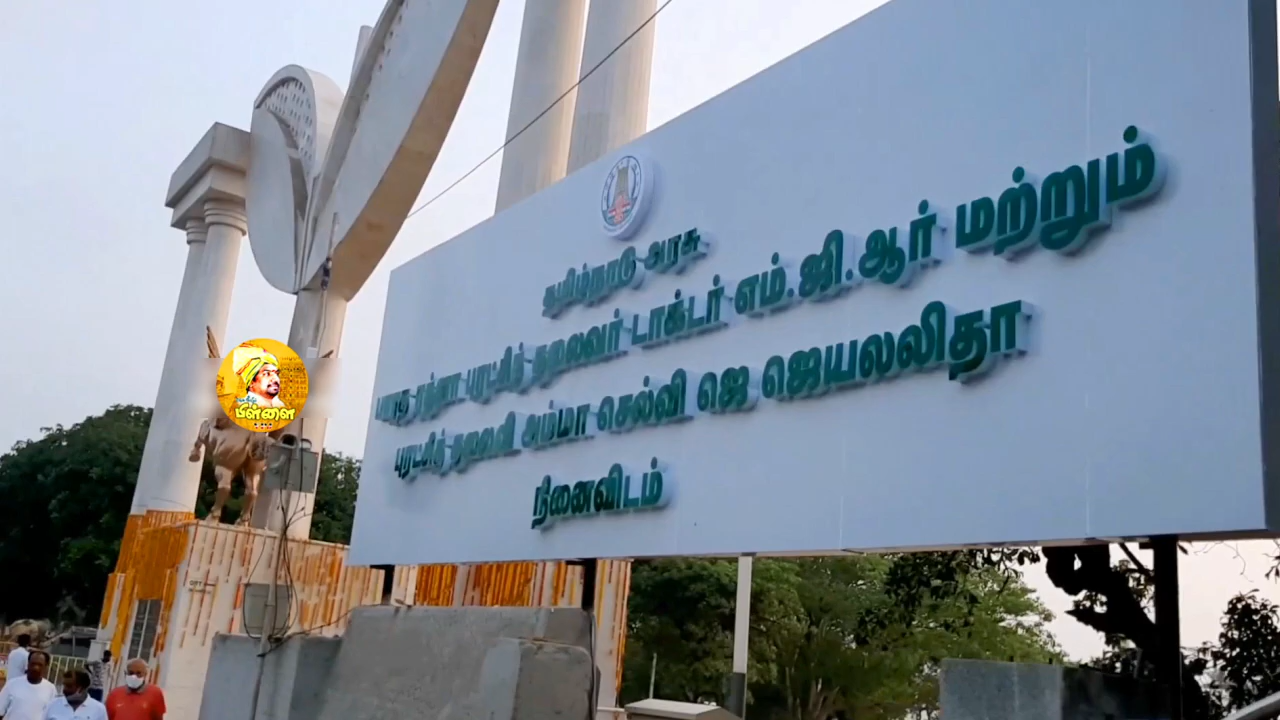 தமிழ்நாடு அரசு
பாரத ரத்னா புரட்சித் தலைவர் டாக்டர் எம்.ஜி.ஆர் மற்றும்
புரட்சித் தலைவி அம்மா செல்வி ஜெ ஜெயலலிதா
நினைவிடம்
பிள்ளை